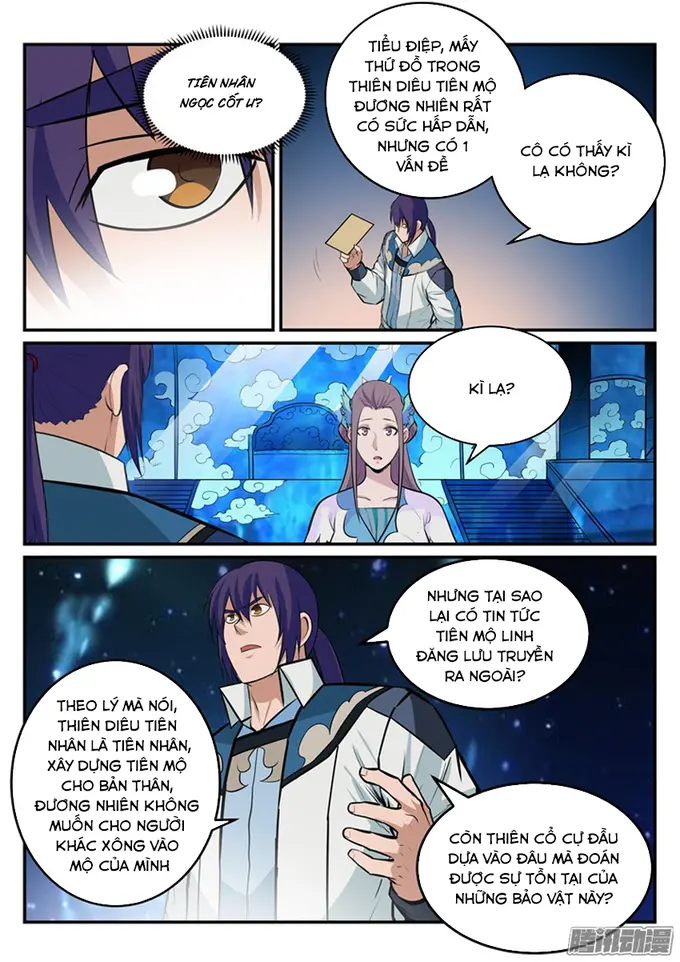 TIÊN NHÂN
NGỌC CỐT Ư?
TIỂU ĐIỆP, MẤY
THỨ ĐỒ TRONG
THIÊN DIÊU TIÊN MỘ
ĐƯƠNG NHIÊN RẤT
CÓ SỨC HẤP DẪN,
NHƯNG CÓ 1
VẤN ĐỀ
CÔ CÓ THẤY KÌ
LẠ KHÔNG?
KÌ LẠ?
NHƯNG TẠI SAO
LẠI CÓ TIN TỨC
TIÊN MỘ LINH
ĐĂNG LƯU TRUYỀN
RA NGOÀI?
THEO LÝ MÀ NÓI,
THIÊN DIÊU TIÊN
NHÂN LÀ TIÊN NHÂN,
XÂY DỰNG TIÊN MỘ
CHO BẢN THÂN,
ĐƯƠNG NHIÊN KHÔNG
MUỐN CHO NGƯỜI
KHÁC XÔNG VÀO
MỘ CỦA MÌNH
CÒN THIÊN CỔ CỰ ĐẦU
DỰA VÀO ĐÂU MÀ ĐOÁN
ĐƯỢC SỰ TỒN TẠI CỦA
NHỮNG BẢO VẬT NÀY?
腾讯动漫